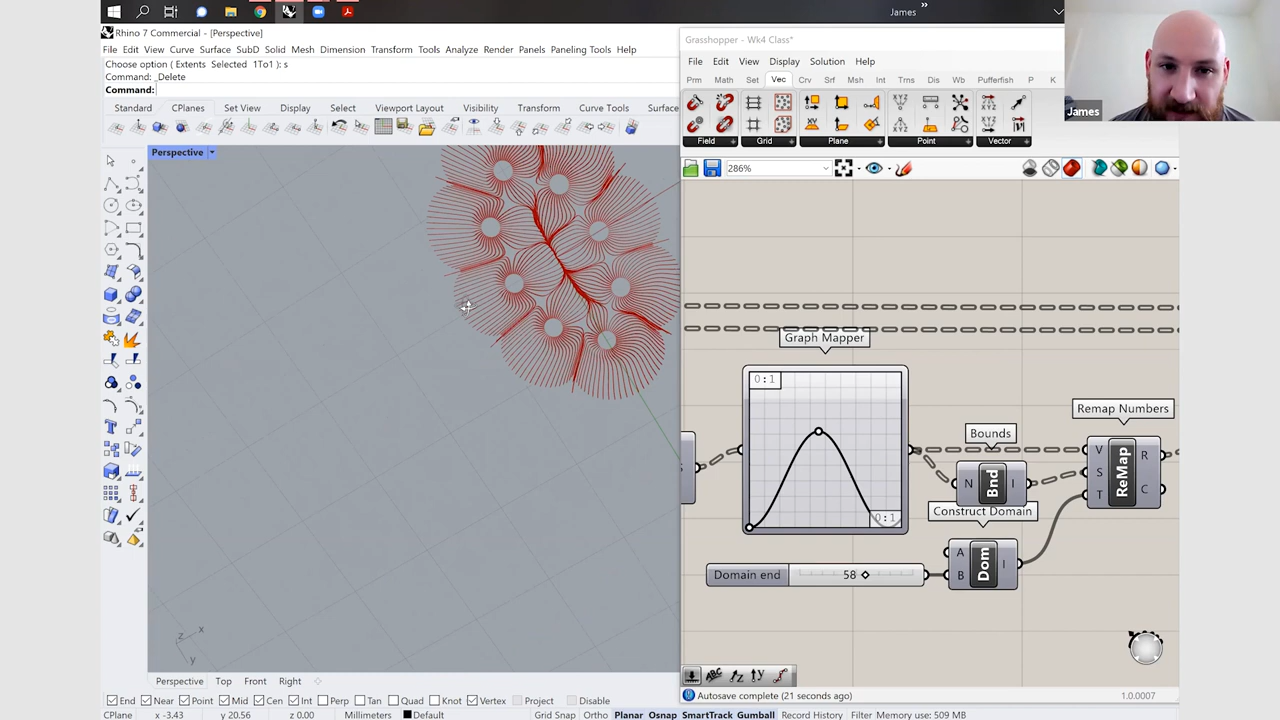 James
Rhino 7 Commercial - [Perspective]
File Edit View Curve Surface SubD Solid Mesh Dimension Transform Tools Analyze Render Panels Paneling Tools Help
Choose option ( Extents Selected 1To1 ): s
Command: _Delete
Command:
Standard CPlanes Set View Display Select Viewport Layout Visibility Transform Curve Tools Surface
Perspective
z x
y
Perspective Top Front Right
End Near Point Mid Cen Int Perp Tan Quad Knot Vertex Project Disable
CPlane x -3.43 y 20.56 z 0.00 Millimeters Default Grid Snap Ortho Planar Osnap SmartTrack Gumball Record History Filter Memory use: 509 MB
Grasshopper - Wk4 Class*
File Edit View Display Solution Help
Prm Math Set Vec Crv Srf Msh Int Trns Dis Wb Pufferfish P K
Field Grid Plane Point Vector
286%
Graph Mapper
0:1
0:1
Bounds
N Bnd I
Construct Domain
A Dom I
B
Domain end 58
Remap Numbers
V ReMap R
S
T C
Autosave complete (21 seconds ago)
1.0.0007
James